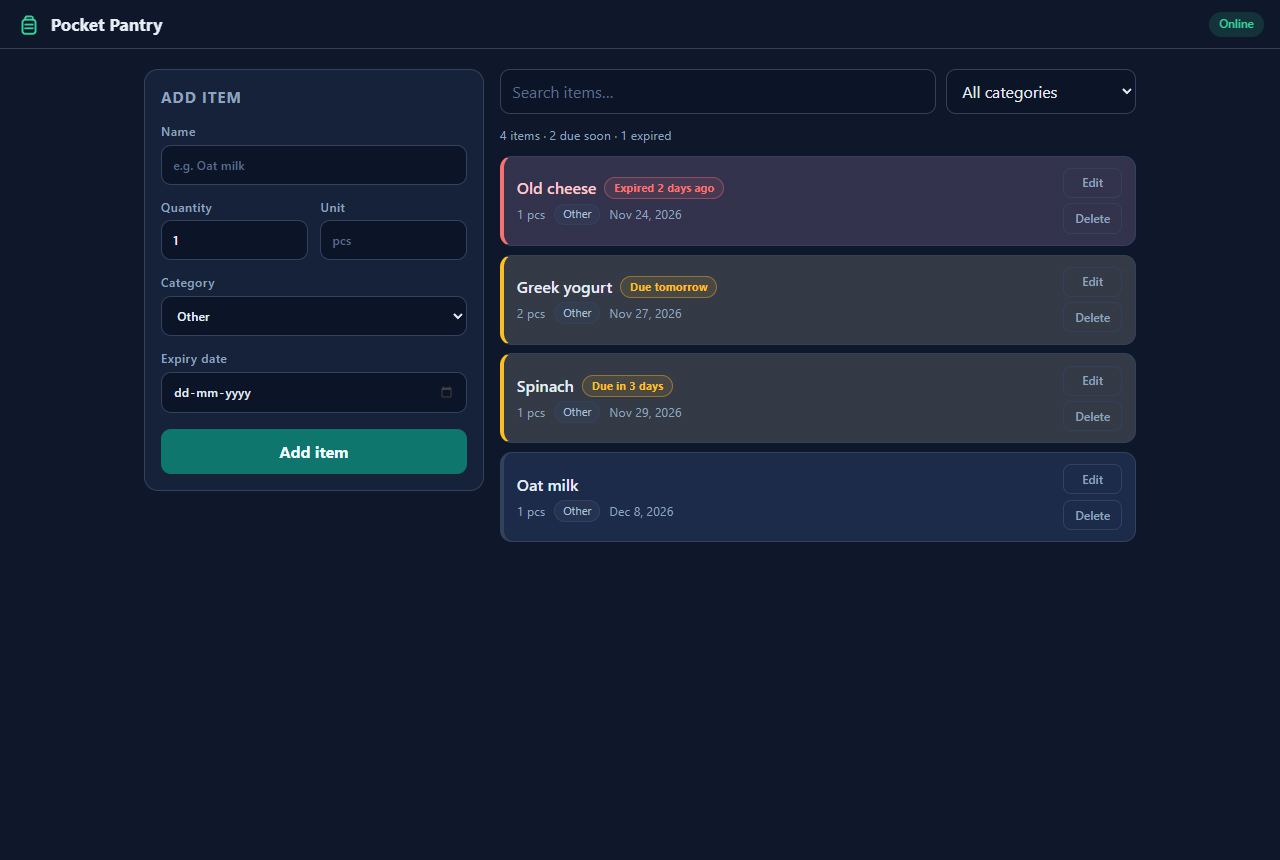 Pocket Pantry
Online
ADD ITEM
Name
e.g. Oat milk
Quantity
Unit
1
pcs
Category
Other
Expiry date
dd-mm-yyyy
Add item
Search items...
All categories
4 items · 2 due soon · 1 expired
Old cheese Expired 2 days ago
1 pcs Other Nov 24, 2026
Edit
Delete
Greek yogurt Due tomorrow
2 pcs Other Nov 27, 2026
Edit
Delete
Spinach Due in 3 days
1 pcs Other Nov 29, 2026
Edit
Delete
Oat milk
1 pcs Other Dec 8, 2026
Edit
Delete